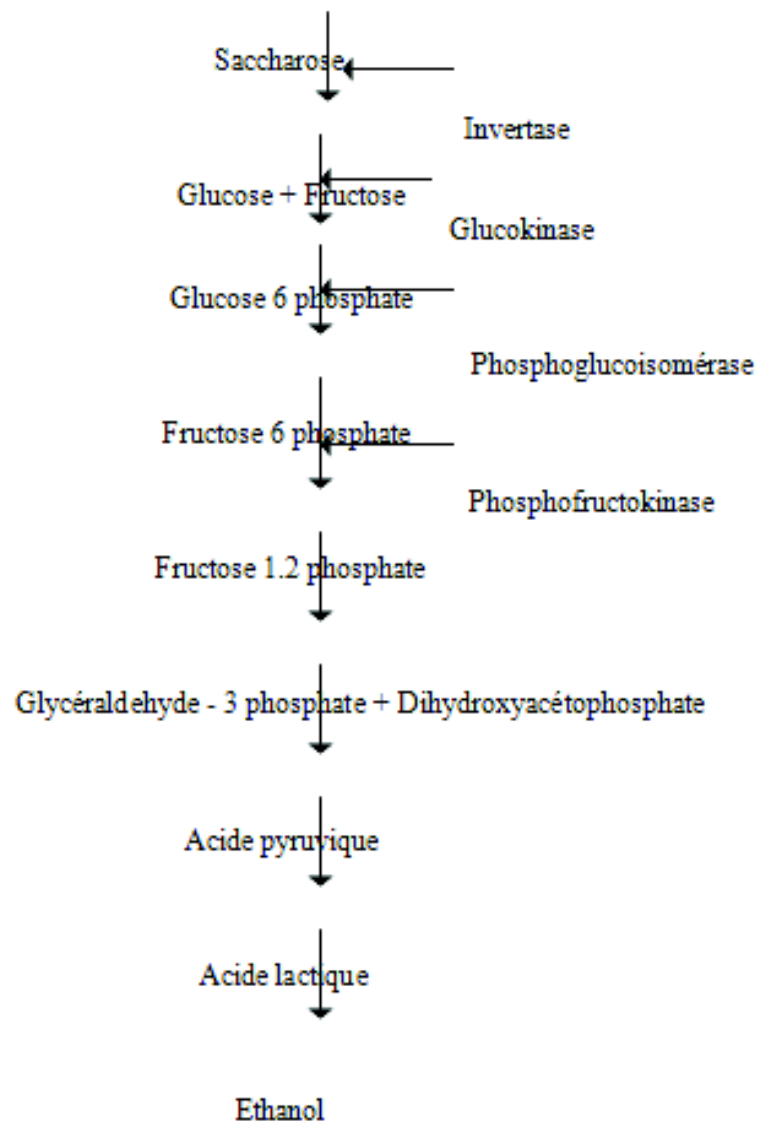 Saccharose
Invertase
Glucose + Fructose
Glucokinase
Glucose 6 phosphate
Phosphoglucoisomérase
Fructose 6 phosphate
Phosphofructokinase
Fructose 1.2 phosphate
Glycéraldehyde - 3 phosphate + Dihydroxyacétophosphate
Acide pyruvique
Acide lactique
Ethanol